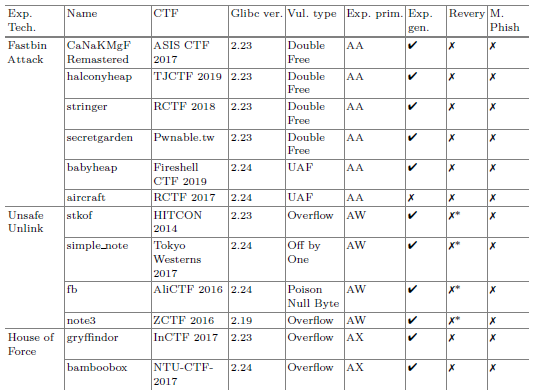 Exp. Tech. Name CTF Glibc ver. Vul. type Exp. prim. Exp. gen. Revery M. Phish
Fastbin Attack CaNaKMgF Remastered ASIS CTF 2017 2.23 Double Free AA ✔ ✗ ✗
halconyheap TJCTF 2019 2.23 Double Free AA ✔ ✗ ✗
stringer RCTF 2018 2.23 Double Free AA ✔ ✗ ✗
secretgarden Pwnable.tw 2.23 Double Free AA ✔ ✗ ✗
babyheap Fireshell CTF 2019 2.24 UAF AA ✔ ✗ ✗
aircraft RCTF 2017 2.24 UAF AA ✗ ✗ ✗
Unsafe Unlink stkof HITCON 2014 2.23 Overflow AW ✔ ✗* ✗
simple_note Tokyo Westerns 2017 2.24 Off by One AW ✔ ✗* ✗
fb AliCTF 2016 2.24 Poison Null Byte AW ✔ ✗* ✗
note3 ZCTF 2016 2.19 Overflow AW ✔ ✗* ✗
House of Force gryffindor InCTF 2017 2.23 Overflow AX ✔ ✗ ✗
bamboobox NTU-CTF-2017 2.24 Overflow AX ✔ ✗ ✗